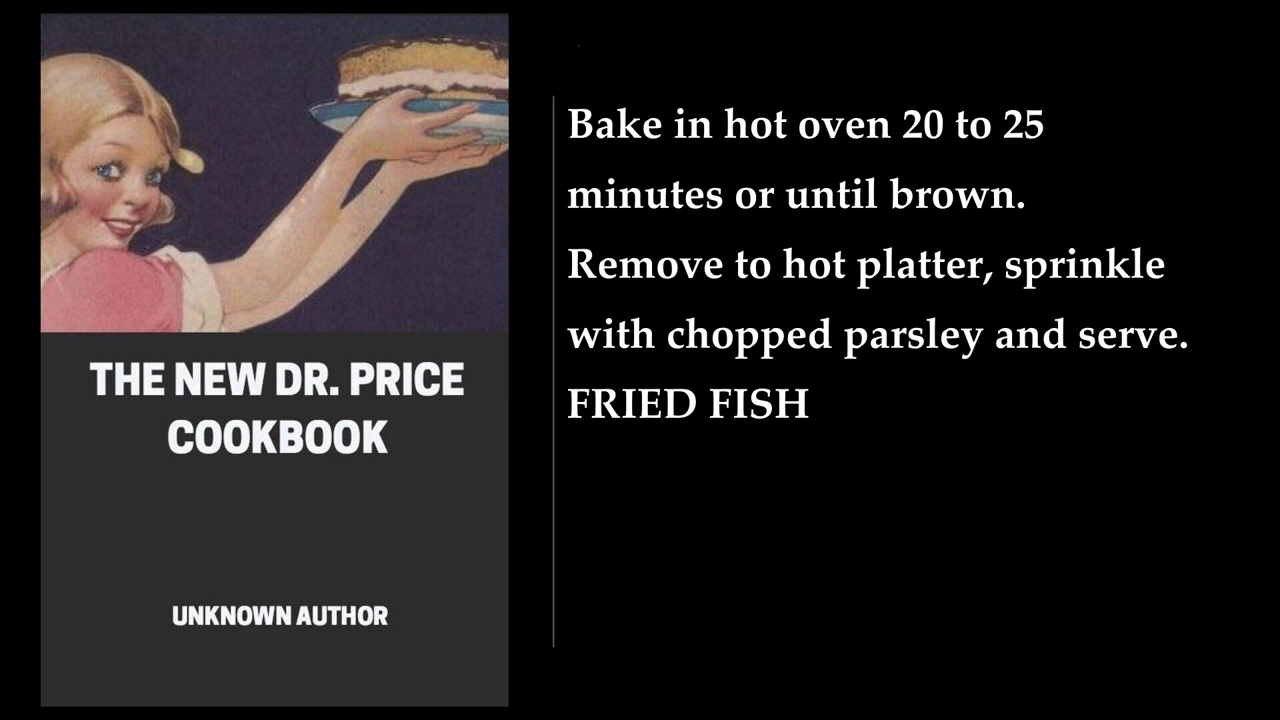 THE NEW DR. PRICE
COOKBOOK
UNKNOWN AUTHOR
Bake in hot oven 20 to 25
minutes or until brown.
Remove to hot platter, sprinkle
with chopped parsley and serve.
FRIED FISH